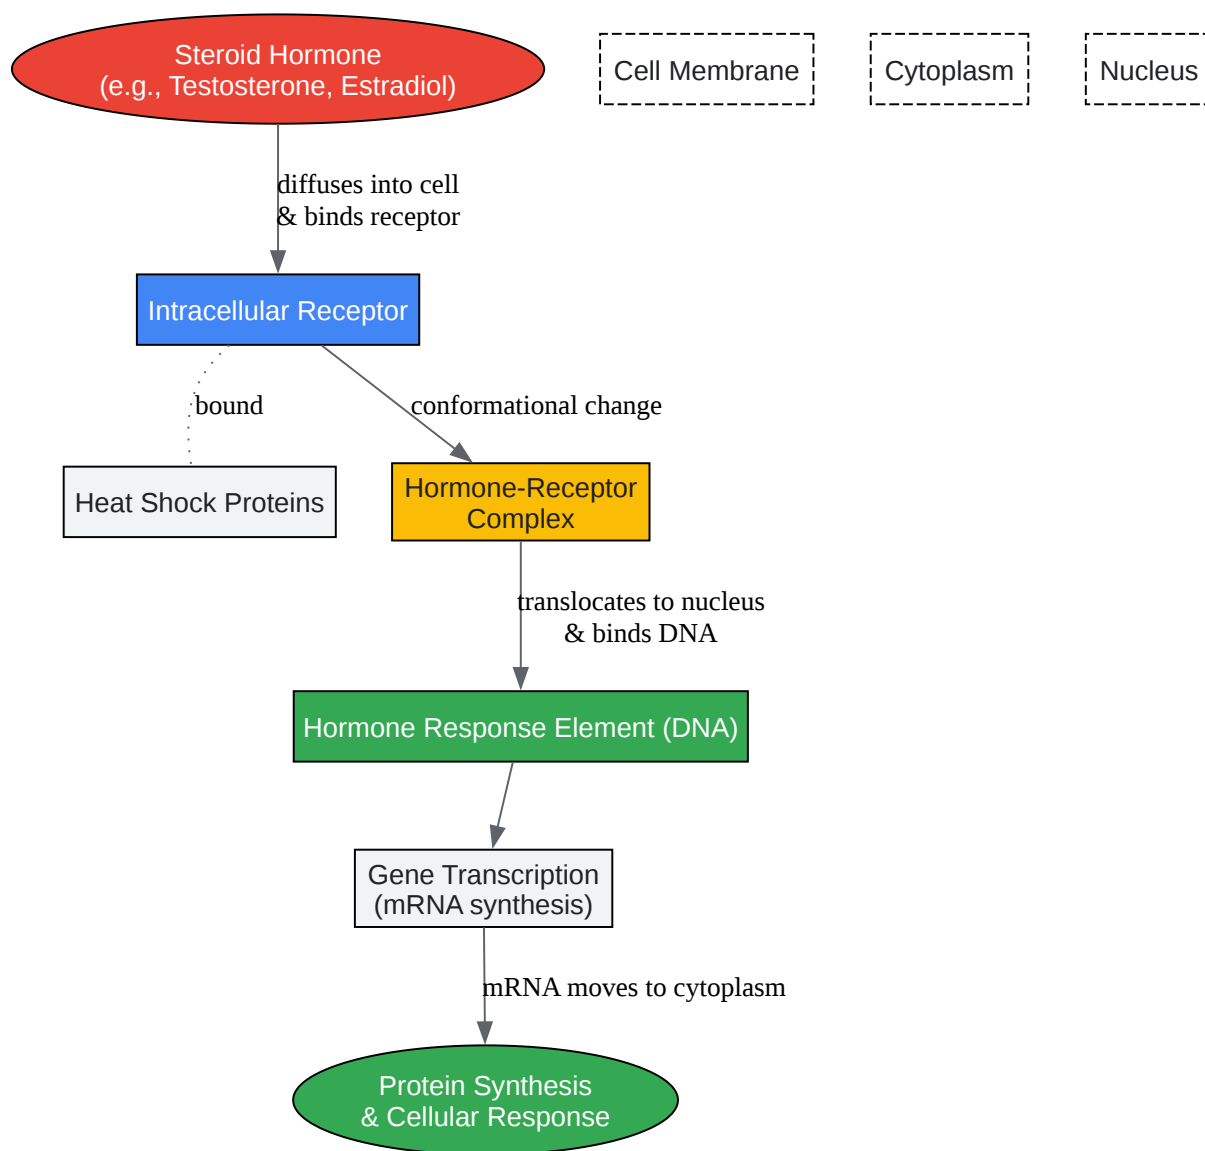 Steroid Hormone
(e.g., Testosterone, Estradiol)
Cell Membrane
Cytoplasm
Nucleus
diffuses into cell
& binds receptor
Intracellular Receptor
bound
conformational change
Heat Shock Proteins
Hormone-Receptor
Complex
translocates to nucleus
& binds DNA
Hormone Response Element (DNA)
Gene Transcription
(mRNA synthesis)
mRNA moves to cytoplasm
Protein Synthesis
& Cellular Response